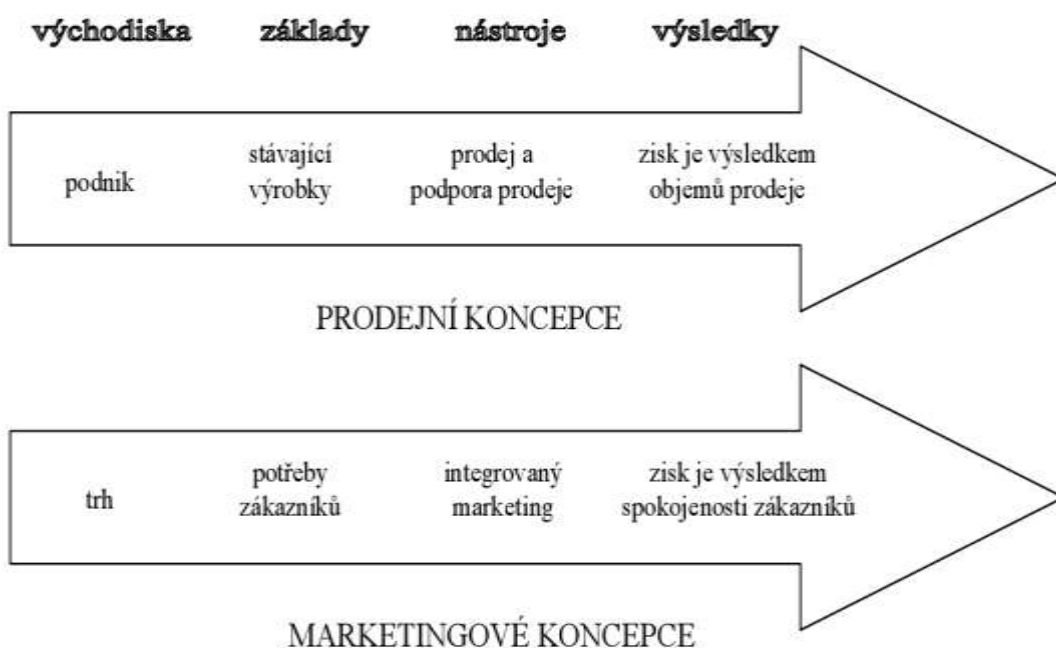 východiska základy nástroje výsledky
podnik
stávající
výrobky
prodej a
podpora prodeje
zisk je výsledkem
objemů prodeje
PRODEJNÍ KONCEPCE
trh
potřeby
zákazníků
integrovaný
marketing
zisk je výsledkem
spokojenosti zákazníků
MARKETINGOVÉ KONCEPCE